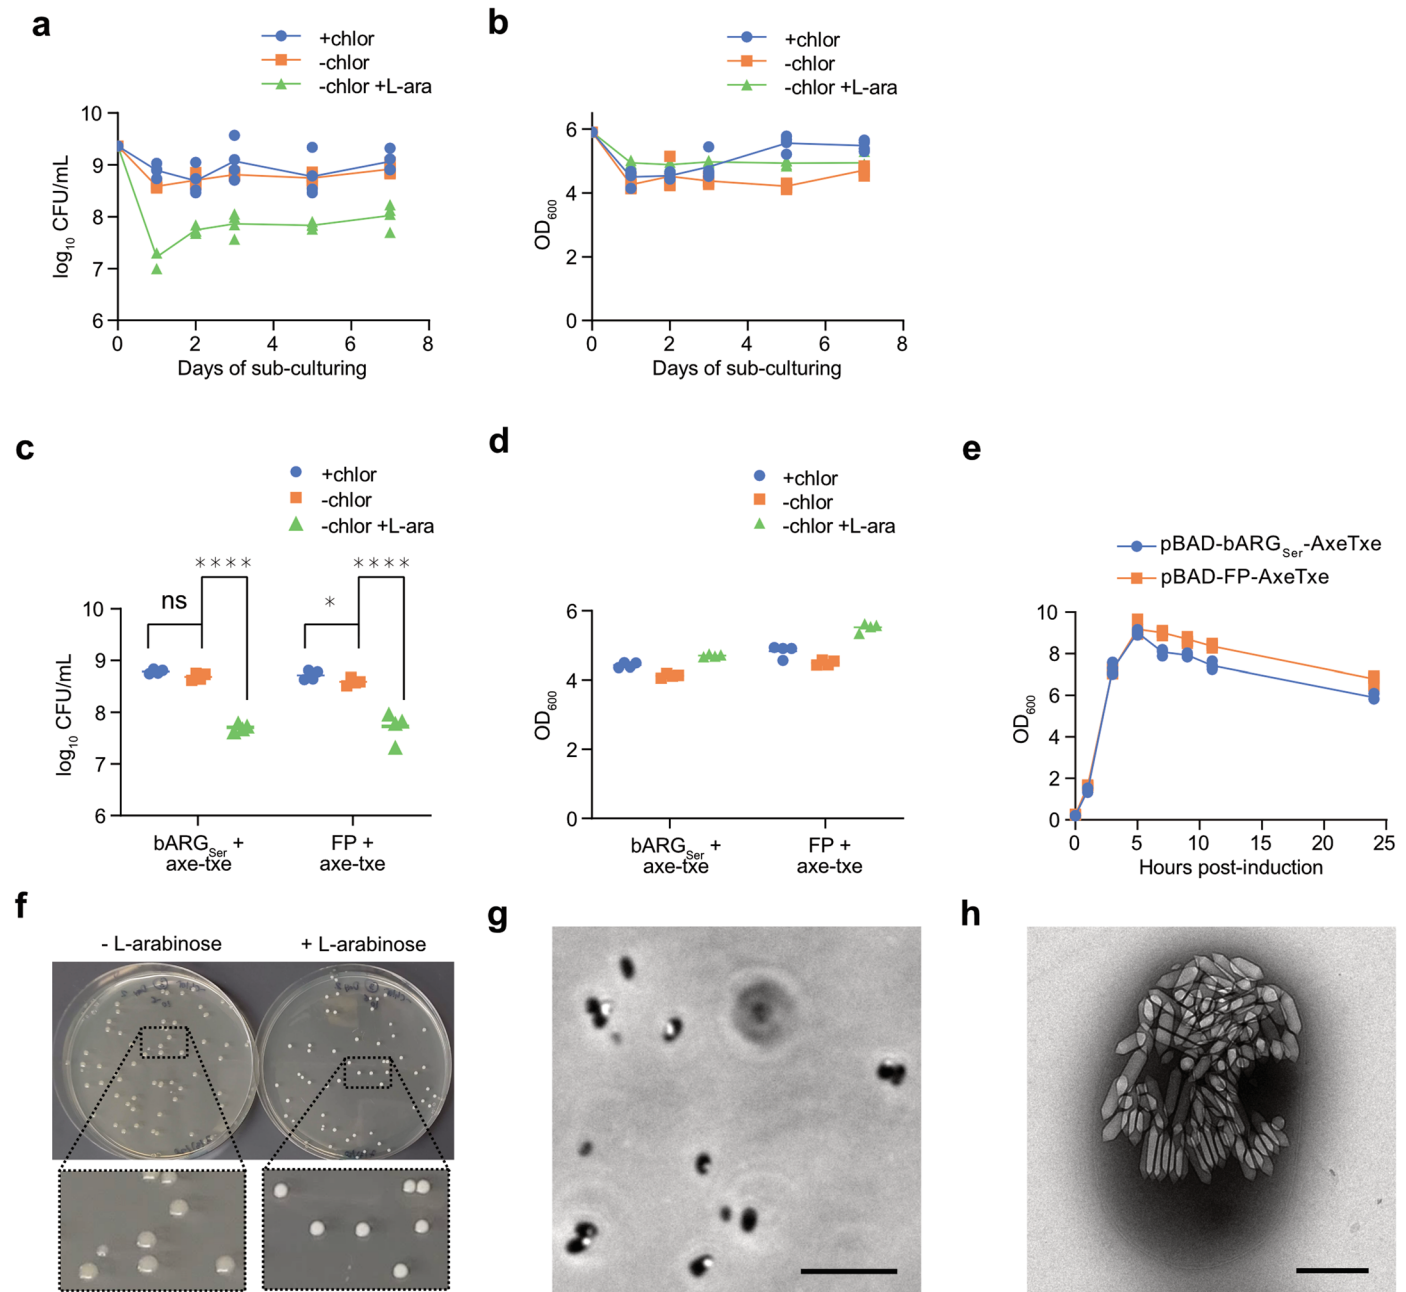 a
+chlor
-chlor
-chlor +L-ara
10
9
8
7
6
log₁₀ CFU/mL
0 2 4 6 8
Days of sub-culturing
b
+chlor
-chlor
-chlor +L-ara
6
4
2
0
OD₆₀₀
0 2 4 6 8
Days of sub-culturing
c
+chlor
-chlor
-chlor +L-ara
**** ****
ns *
10
9
8
7
6
log₁₀ CFU/mL
bARG_Ser + FP +
axe-txe axe-txe
d
+chlor
-chlor
-chlor +L-ara
6
4
2
0
OD₆₀₀
bARG_Ser + FP +
axe-txe axe-txe
e
pBAD-bARG_Ser-AxeTxe
pBAD-FP-AxeTxe
10
8
6
4
2
0
OD₆₀₀
0 5 10 15 20 25
Hours post-induction
f
- L-arabinose + L-arabinose
g
h